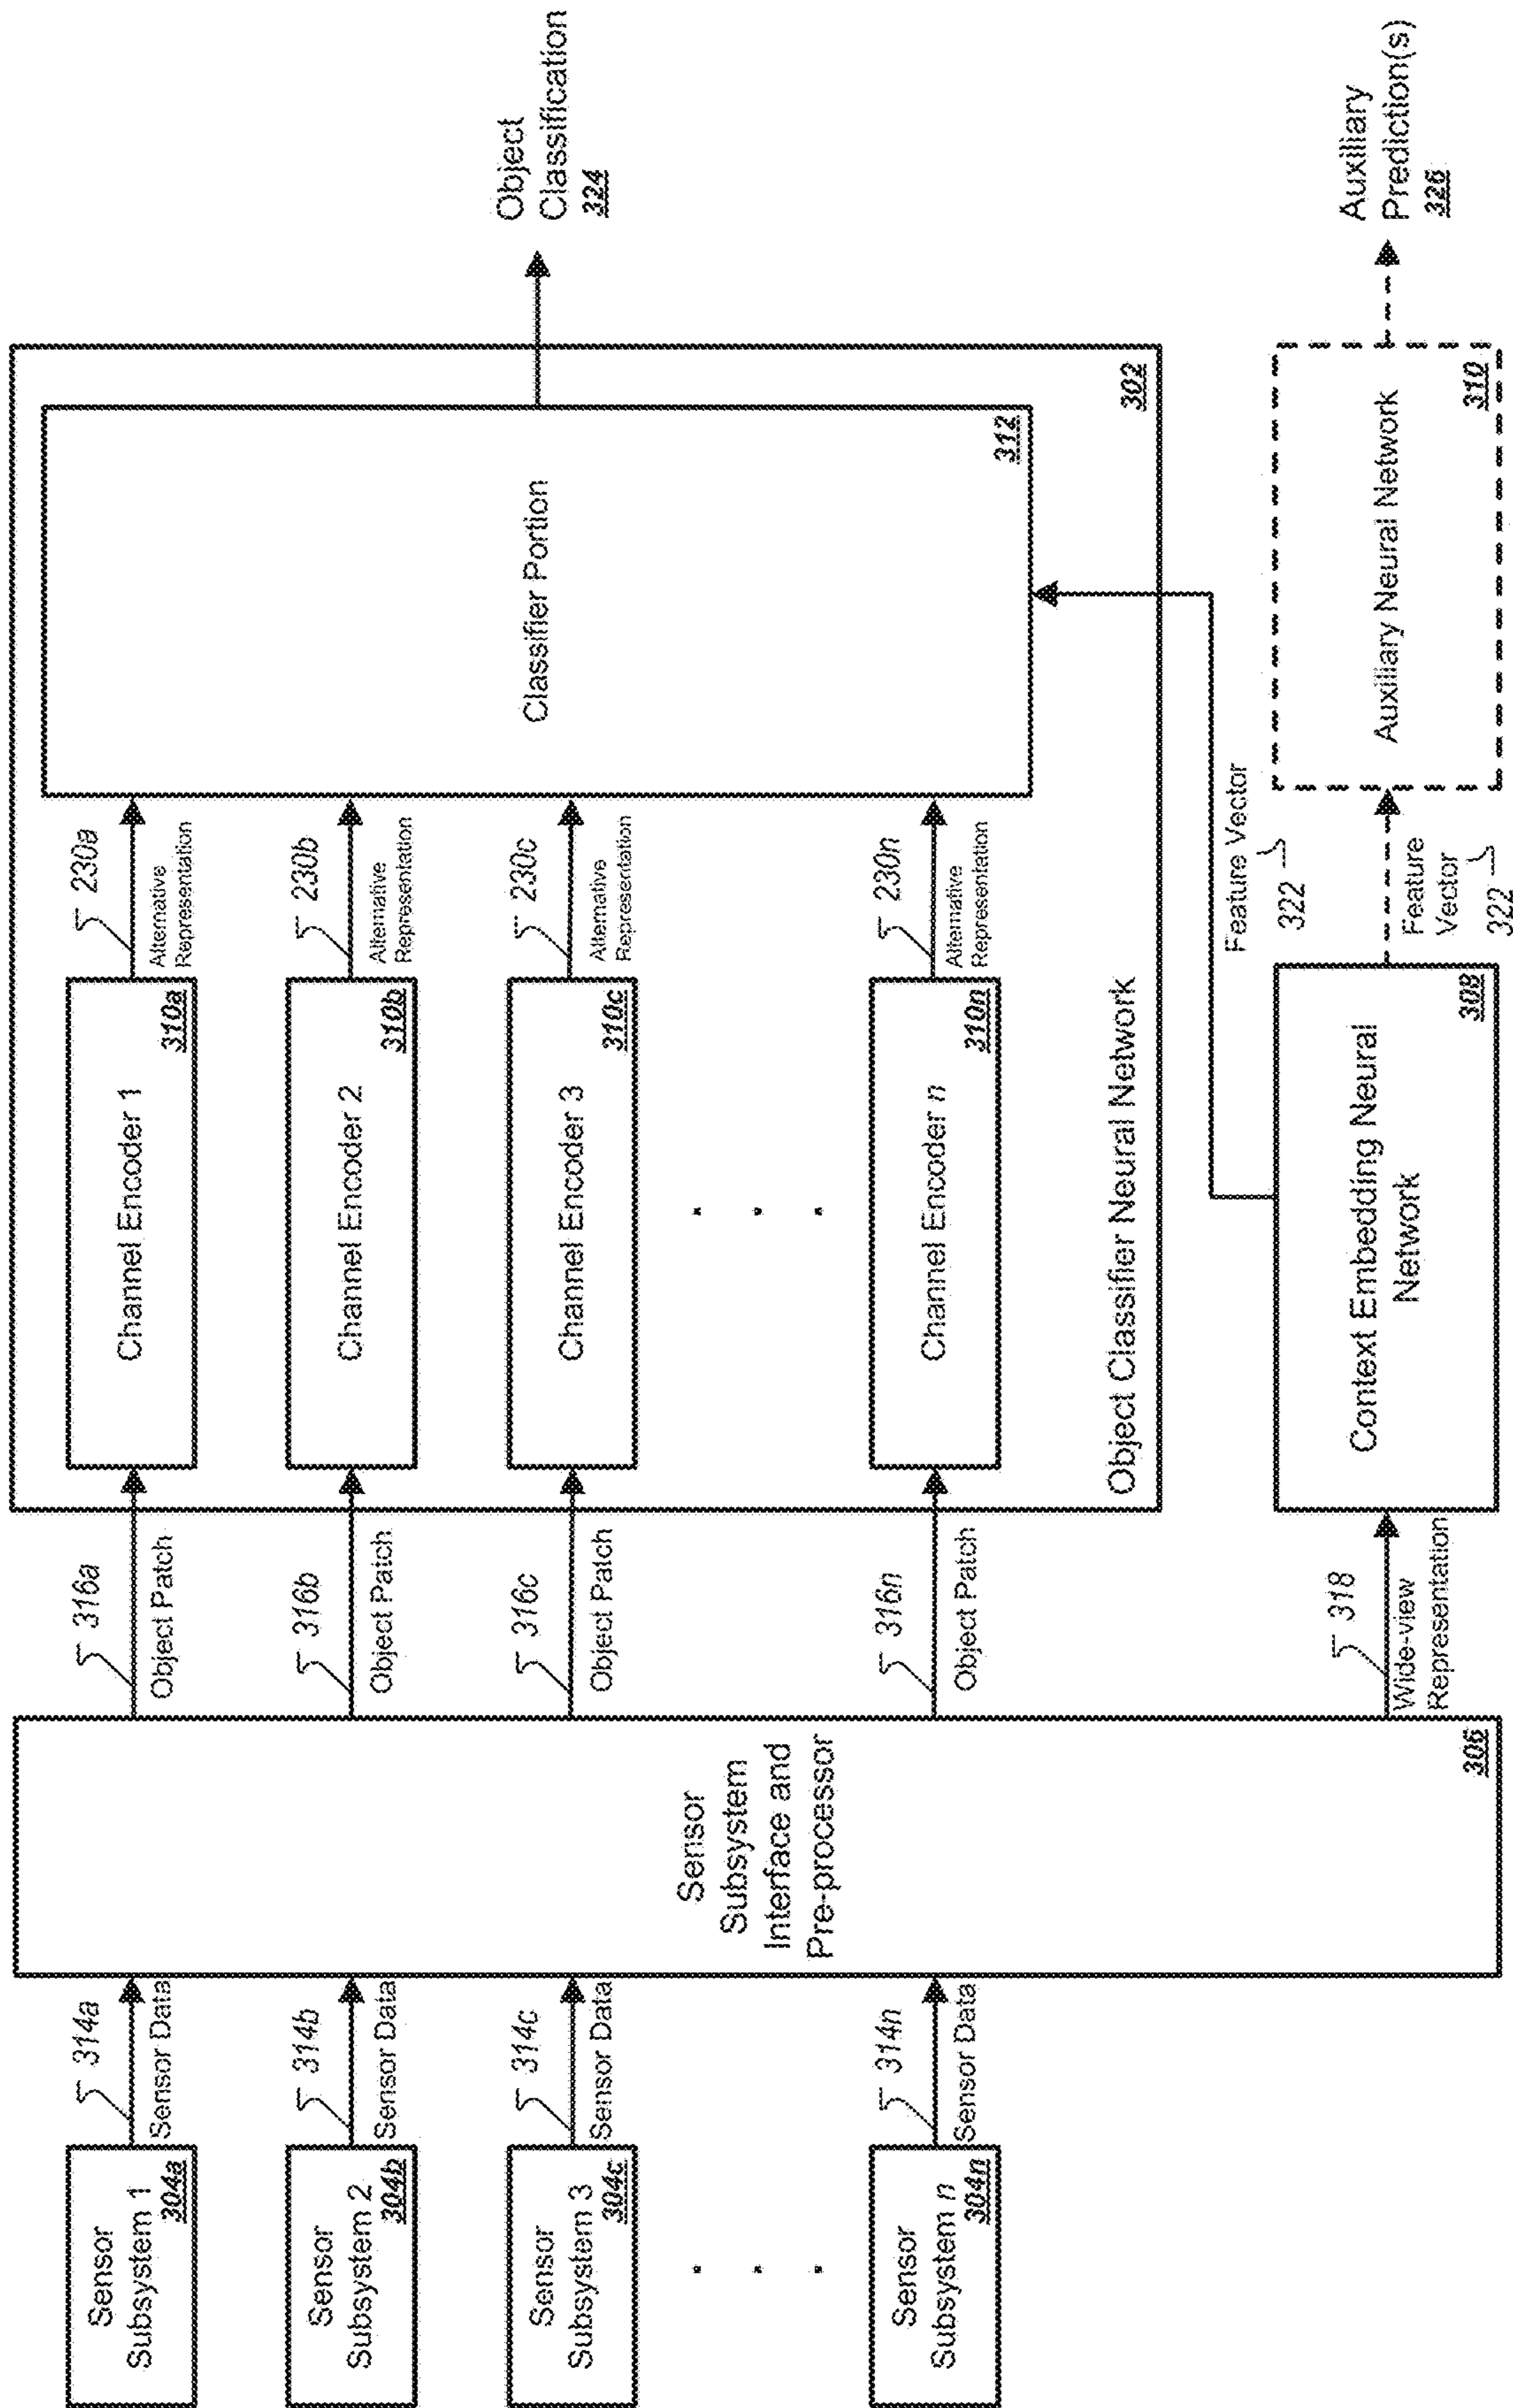 Sensor
Subsystem 1
304a
314a
Sensor Data
Sensor
Subsystem 2
304b
314b
Sensor Data
Sensor
Subsystem 3
304c
314c
Sensor Data
Sensor
Subsystem n
304n
314n
Sensor Data
Sensor
Subsystem
Interface and
Pre-processor
306
316a
Object Patch
316b
Object Patch
316c
Object Patch
316n
Object Patch
318
Wide-view
Representation
Channel Encoder 1
310a
230a
Alternative
Representation
Channel Encoder 2
310b
230b
Alternative
Representation
Channel Encoder 3
310c
230c
Alternative
Representation
Channel Encoder n
310n
230n
Alternative
Representation
Classifier Portion
312
Object Classifier Neural Network
302
Object
Classification
324
Context Embedding Neural
Network
308
Feature Vector
322
Feature
Vector
322
Auxiliary Neural Network
310
Auxiliary
Prediction(s)
326